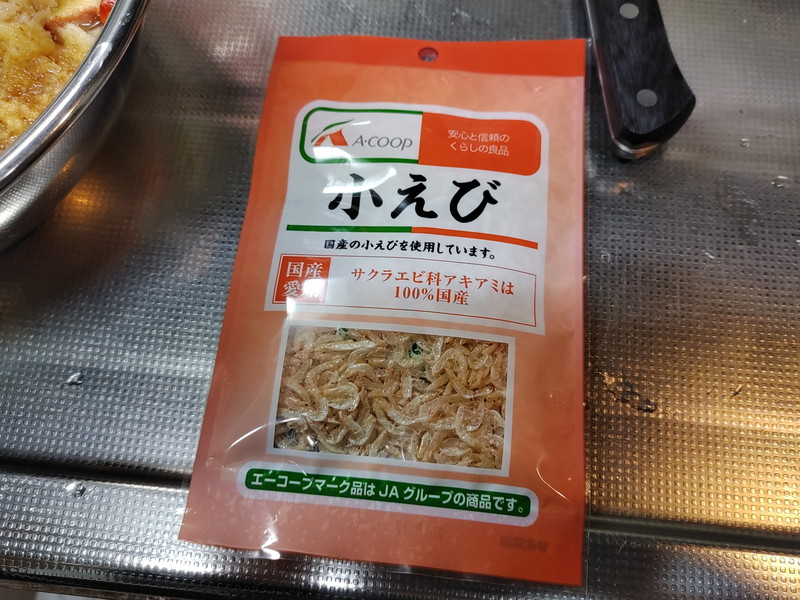 A·COOP
安心と信頼の
くらしの良品
小えび
国産の小えびを使用しています。
国産
愛
サクラエビ科アキアミは
100%国産
エーコープマーク品はJAグループの商品です。